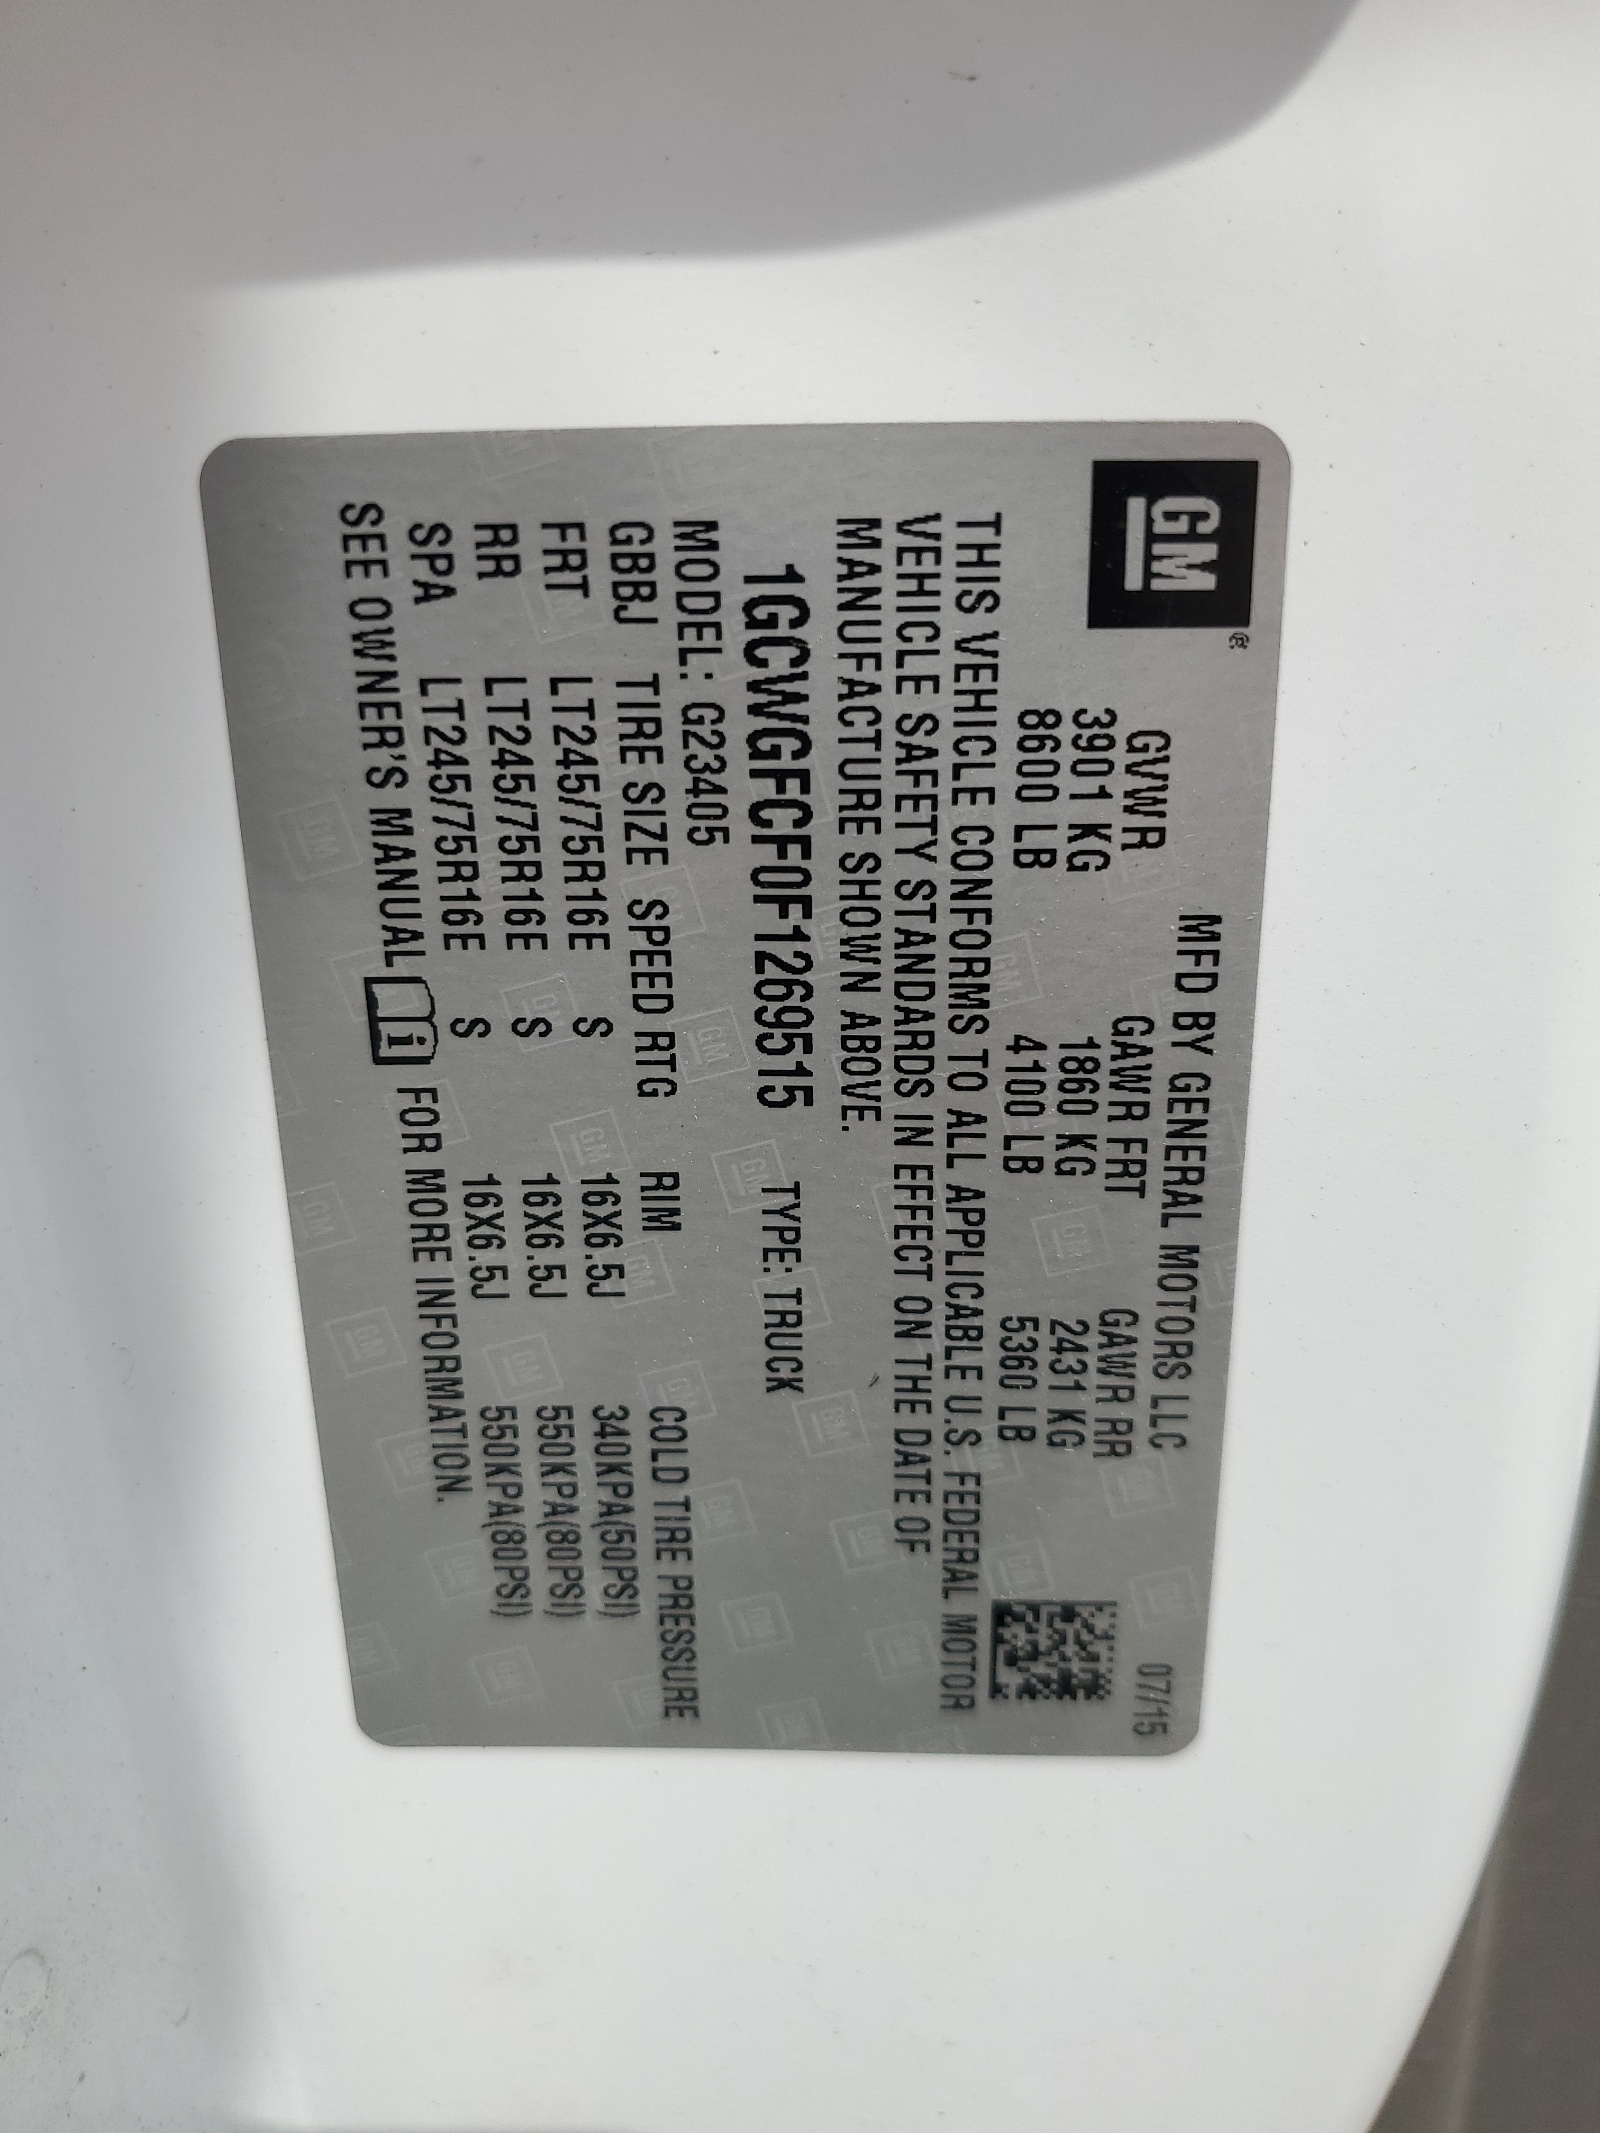 GM ®
MFD BY GENERAL MOTORS LLC 07/15
GVWR GAWR FRT GAWR RR
3901 KG 1860 KG 2431 KG
8600 LB 4100 LB 5360 LB
THIS VEHICLE CONFORMS TO ALL APPLICABLE U.S. FEDERAL MOTOR
VEHICLE SAFETY STANDARDS IN EFFECT ON THE DATE OF
MANUFACTURE SHOWN ABOVE.
1GCWGFCF0F1269515 TYPE: TRUCK
MODEL: G23405
GBBJ TIRE SIZE SPEED RTG RIM COLD TIRE PRESSURE
FRT LT245/75R16E S 16X6.5J 340KPA(50PSI)
RR LT245/75R16E S 16X6.5J 550KPA(80PSI)
SPA LT245/75R16E S 16X6.5J 550KPA(80PSI)
SEE OWNER'S MANUAL i FOR MORE INFORMATION.